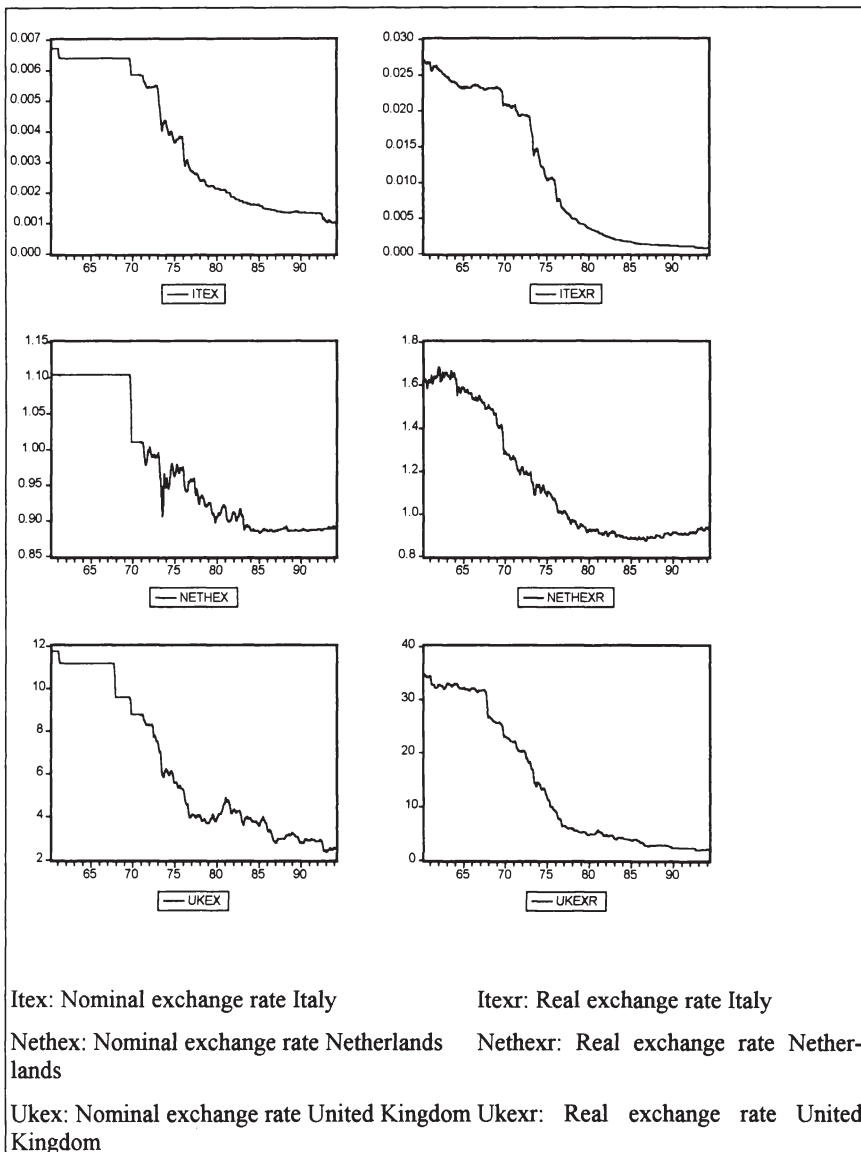 0.007
0.006
0.005
0.004
0.003
0.002
0.001
0.000
65 70 75 80 85 90
ITEX
0.030
0.025
0.020
0.015
0.010
0.005
0.000
65 70 75 80 85 90
ITEXR
1.15
1.10
1.05
1.00
0.95
0.90
0.85
65 70 75 80 85 90
NETHEX
1.8
1.6
1.4
1.2
1.0
0.8
65 70 75 80 85 90
NETHEXR
12
10
8
6
4
2
65 70 75 80 85 90
UKEX
40
30
20
10
0
65 70 75 80 85 90
UKEXR
Itex: Nominal exchange rate Italy
Itexr: Real exchange rate Italy
Nethex: Nominal exchange rate Netherlands
lands
Nethexr: Real exchange rate Nether-
Ukex: Nominal exchange rate United Kingdom Ukexr: Real exchange rate United
Kingdom